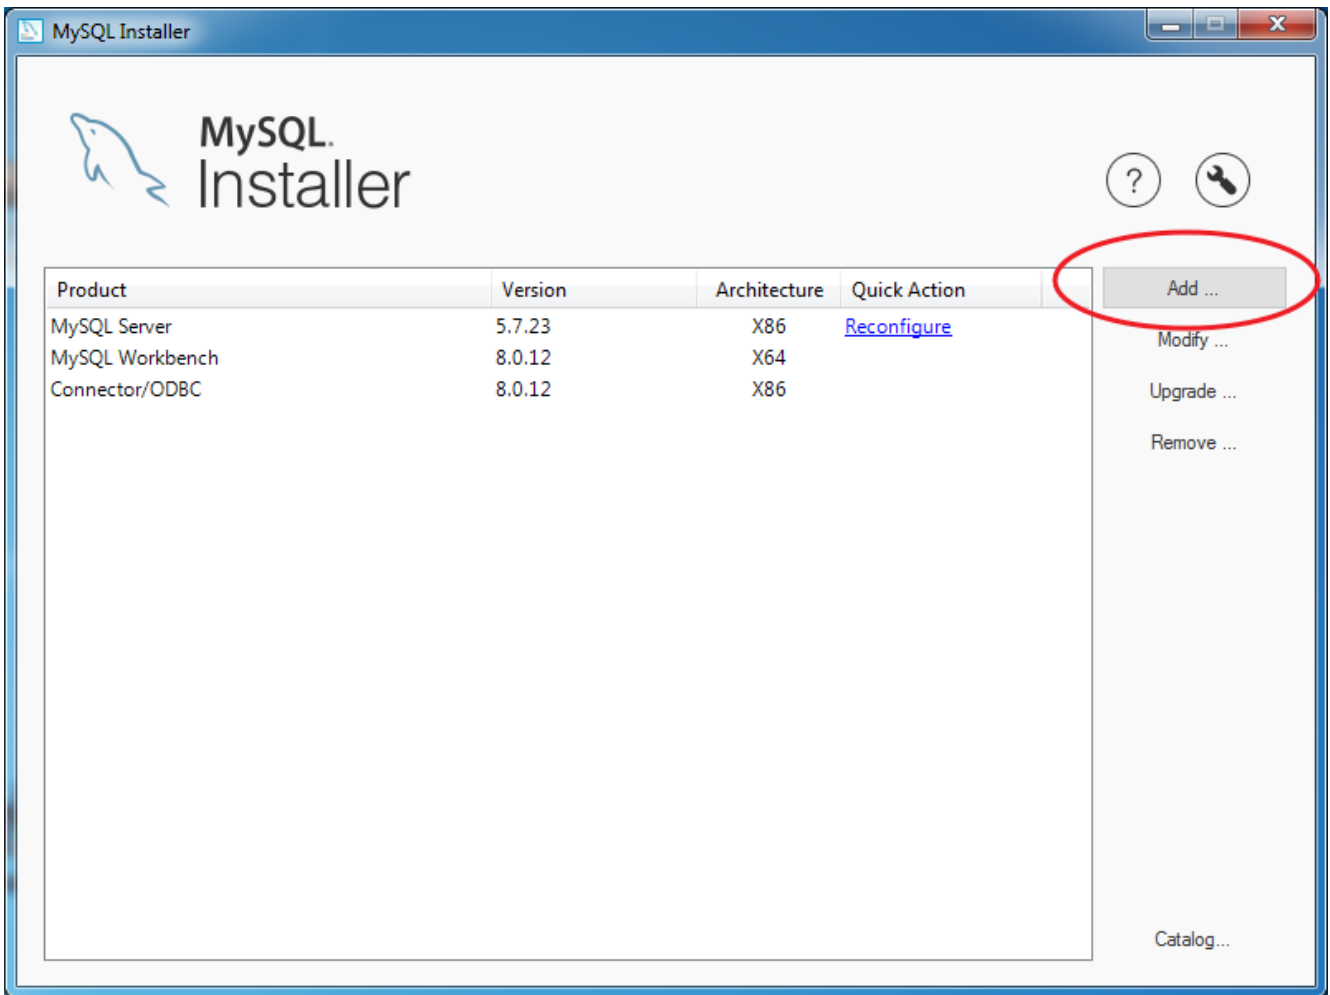 MySQL Installer
MySQL.
Installer
?
Product Version Architecture Quick Action
MySQL Server 5.7.23 X86 Reconfigure
MySQL Workbench 8.0.12 X64
Connector/ODBC 8.0.12 X86
Add ...
Modify ...
Upgrade ...
Remove ...
Catalog...